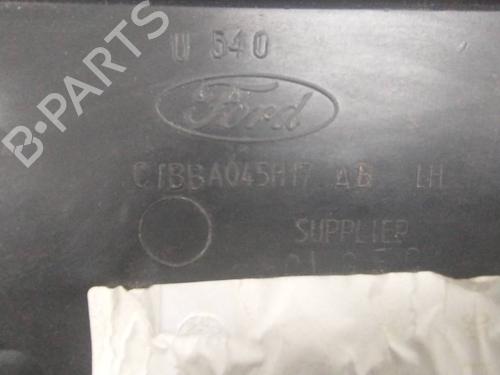 U 540
Ford
C1BBA045H17 AB LH
SUPPLIER
B-PARTS